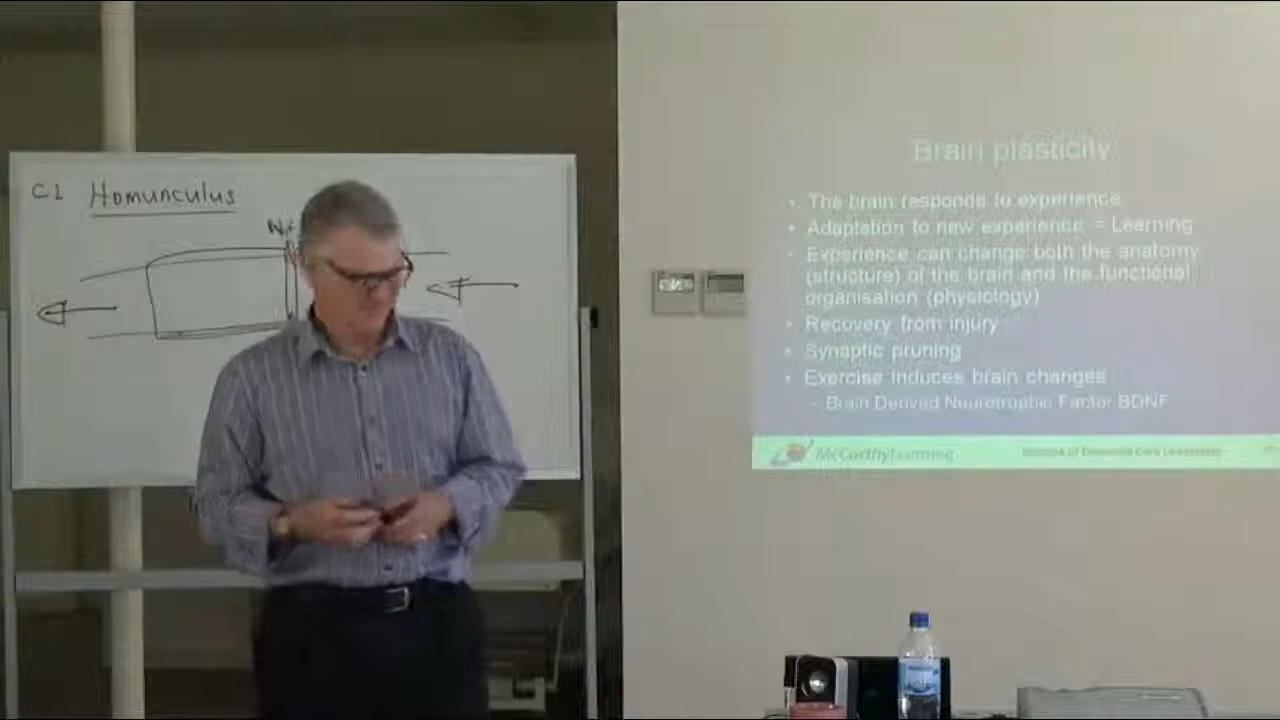 C1 Homunculus
Brain plasticity
• The brain responds to experience
• Adaptation to new experience = Learning
• Experience can change both the anatomy
(structure) of the brain and the functional
organisation (physiology)
• Recovery from injury
• Synaptic pruning
• Exercise induces brain changes
– Brain Derived Neurotrophic Factor BDNF
McCarthyLearning